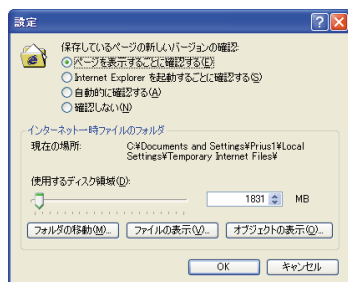 設定
保存しているページの新しいバージョンの確認:
ページを表示するごとに確認する(E)
Internet Explorer を起動するごとに確認する(S)
自動的に確認する(A)
確認しない(N)
インターネット一時ファイルのフォルダ
現在の場所: C:¥Documents and Settings¥Prius1¥Local
Settings¥Temporary Internet Files¥
使用するディスク領域(D):
1831 MB
フォルダの移動(M)... ファイルの表示(V)... オブジェクトの表示(O)...
OK キャンセル